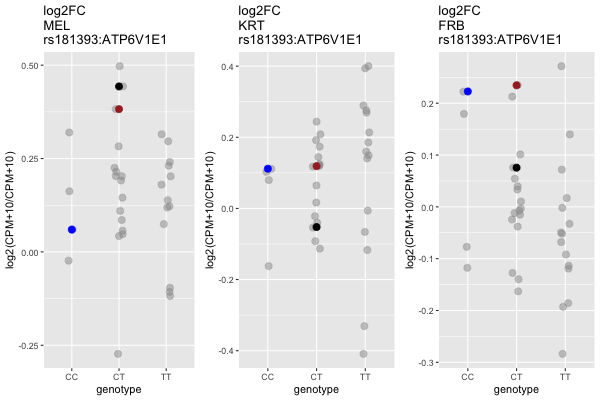 log2FC
MEL
rs181393:ATP6V1E1
log2(CPM+10/CPM+10)
0.50
0.25
0.00
-0.25
CC
CT
TT
genotype
log2FC
KRT
rs181393:ATP6V1E1
log2(CPM+10/CPM+10)
0.4
0.2
0.0
-0.2
-0.4
CC
CT
TT
genotype
log2FC
FRB
rs181393:ATP6V1E1
log2(CPM+10/CPM+10)
0.2
0.1
0.0
-0.1
-0.2
-0.3
CC
CT
TT
genotype